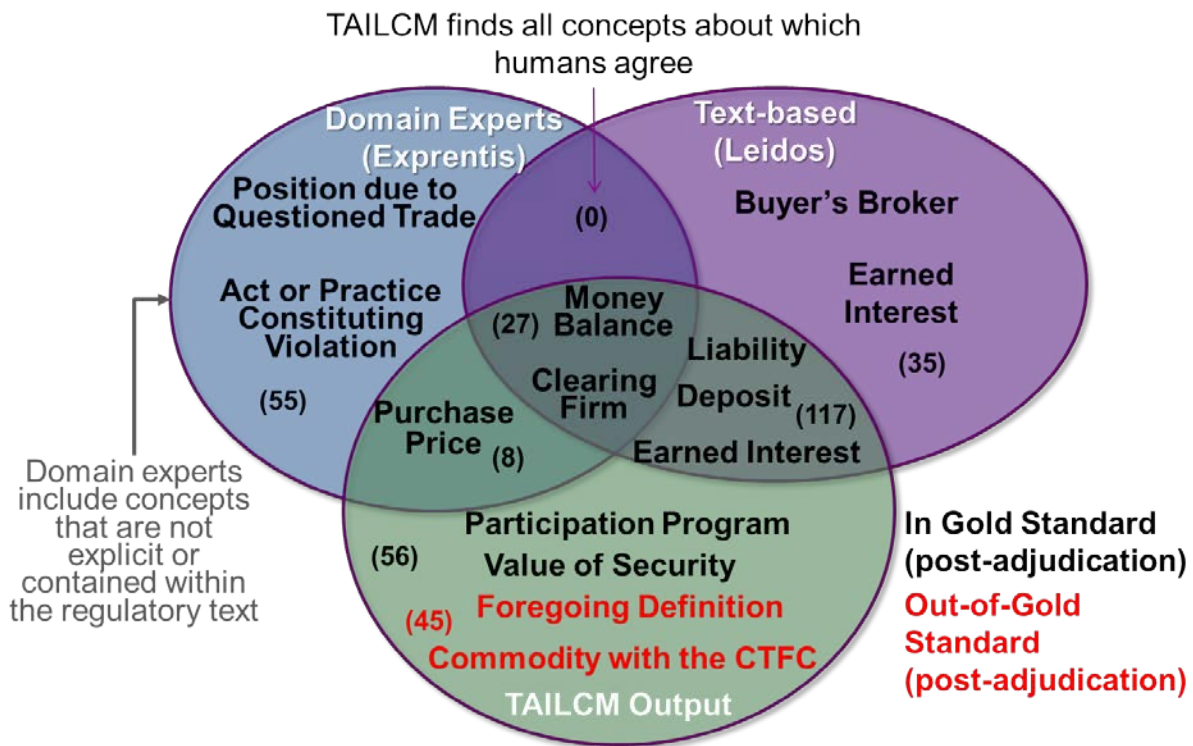 TAILCM finds all concepts about which
humans agree
Domain Experts
(Exprentis)
Text-based
(Leidos)
Position due to
Questioned Trade
(0)
Buyer's Broker
Act or Practice
Constituting
Violation
(55)
Earned
Interest
(35)
(27)
Money
Balance
Clearing
Firm
Liability
Deposit
(117)
Earned Interest
Purchase
Price
(8)
Domain experts
include concepts
that are not
explicit or
contained within
the regulatory text
Participation Program
(56)
Value of Security
(45)
Foregoing Definition
Commodity with the CTFC
TAILCM Output
In Gold Standard
(post-adjudication)
Out-of-Gold
Standard
(post-adjudication)